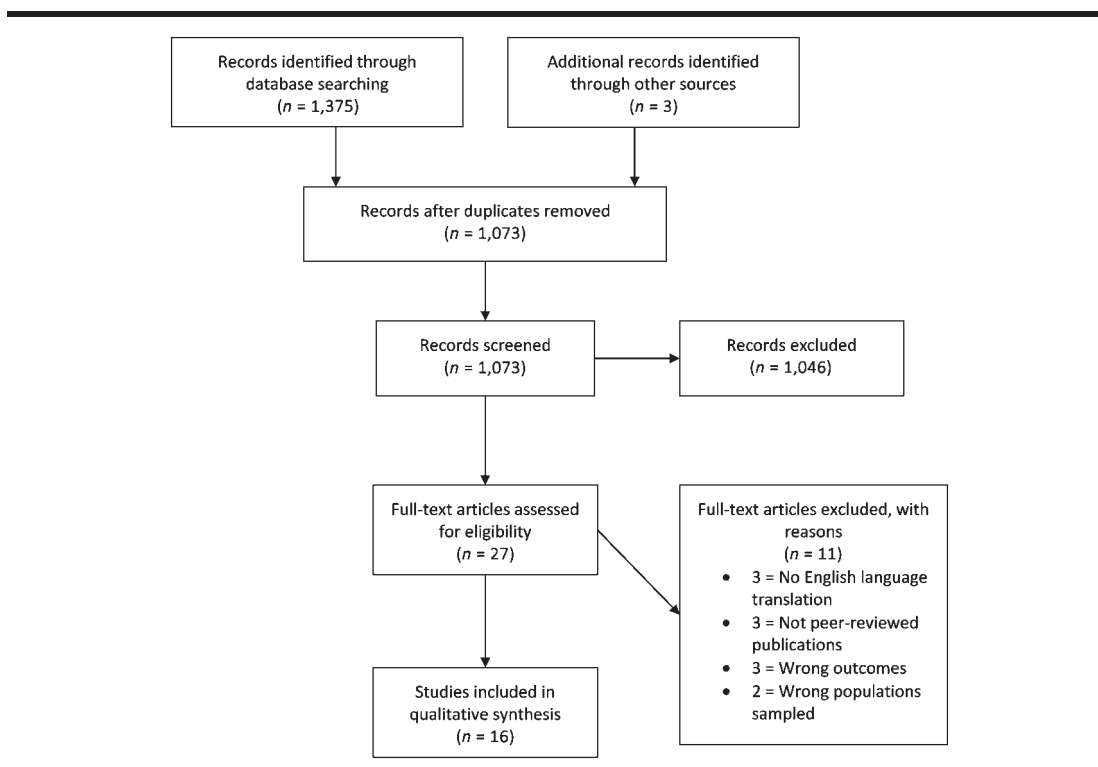 Records identified through
database searching
(n = 1,375)
Additional records identified
through other sources
(n = 3)
Records after duplicates removed
(n = 1,073)
Records screened
(n = 1,073)
Records excluded
(n = 1,046)
Full-text articles assessed
for eligibility
(n = 27)
Full-text articles excluded, with
reasons
(n = 11)
• 3 = No English language
translation
• 3 = Not peer-reviewed
publications
• 3 = Wrong outcomes
• 2 = Wrong populations
sampled
Studies included in
qualitative synthesis
(n = 16)